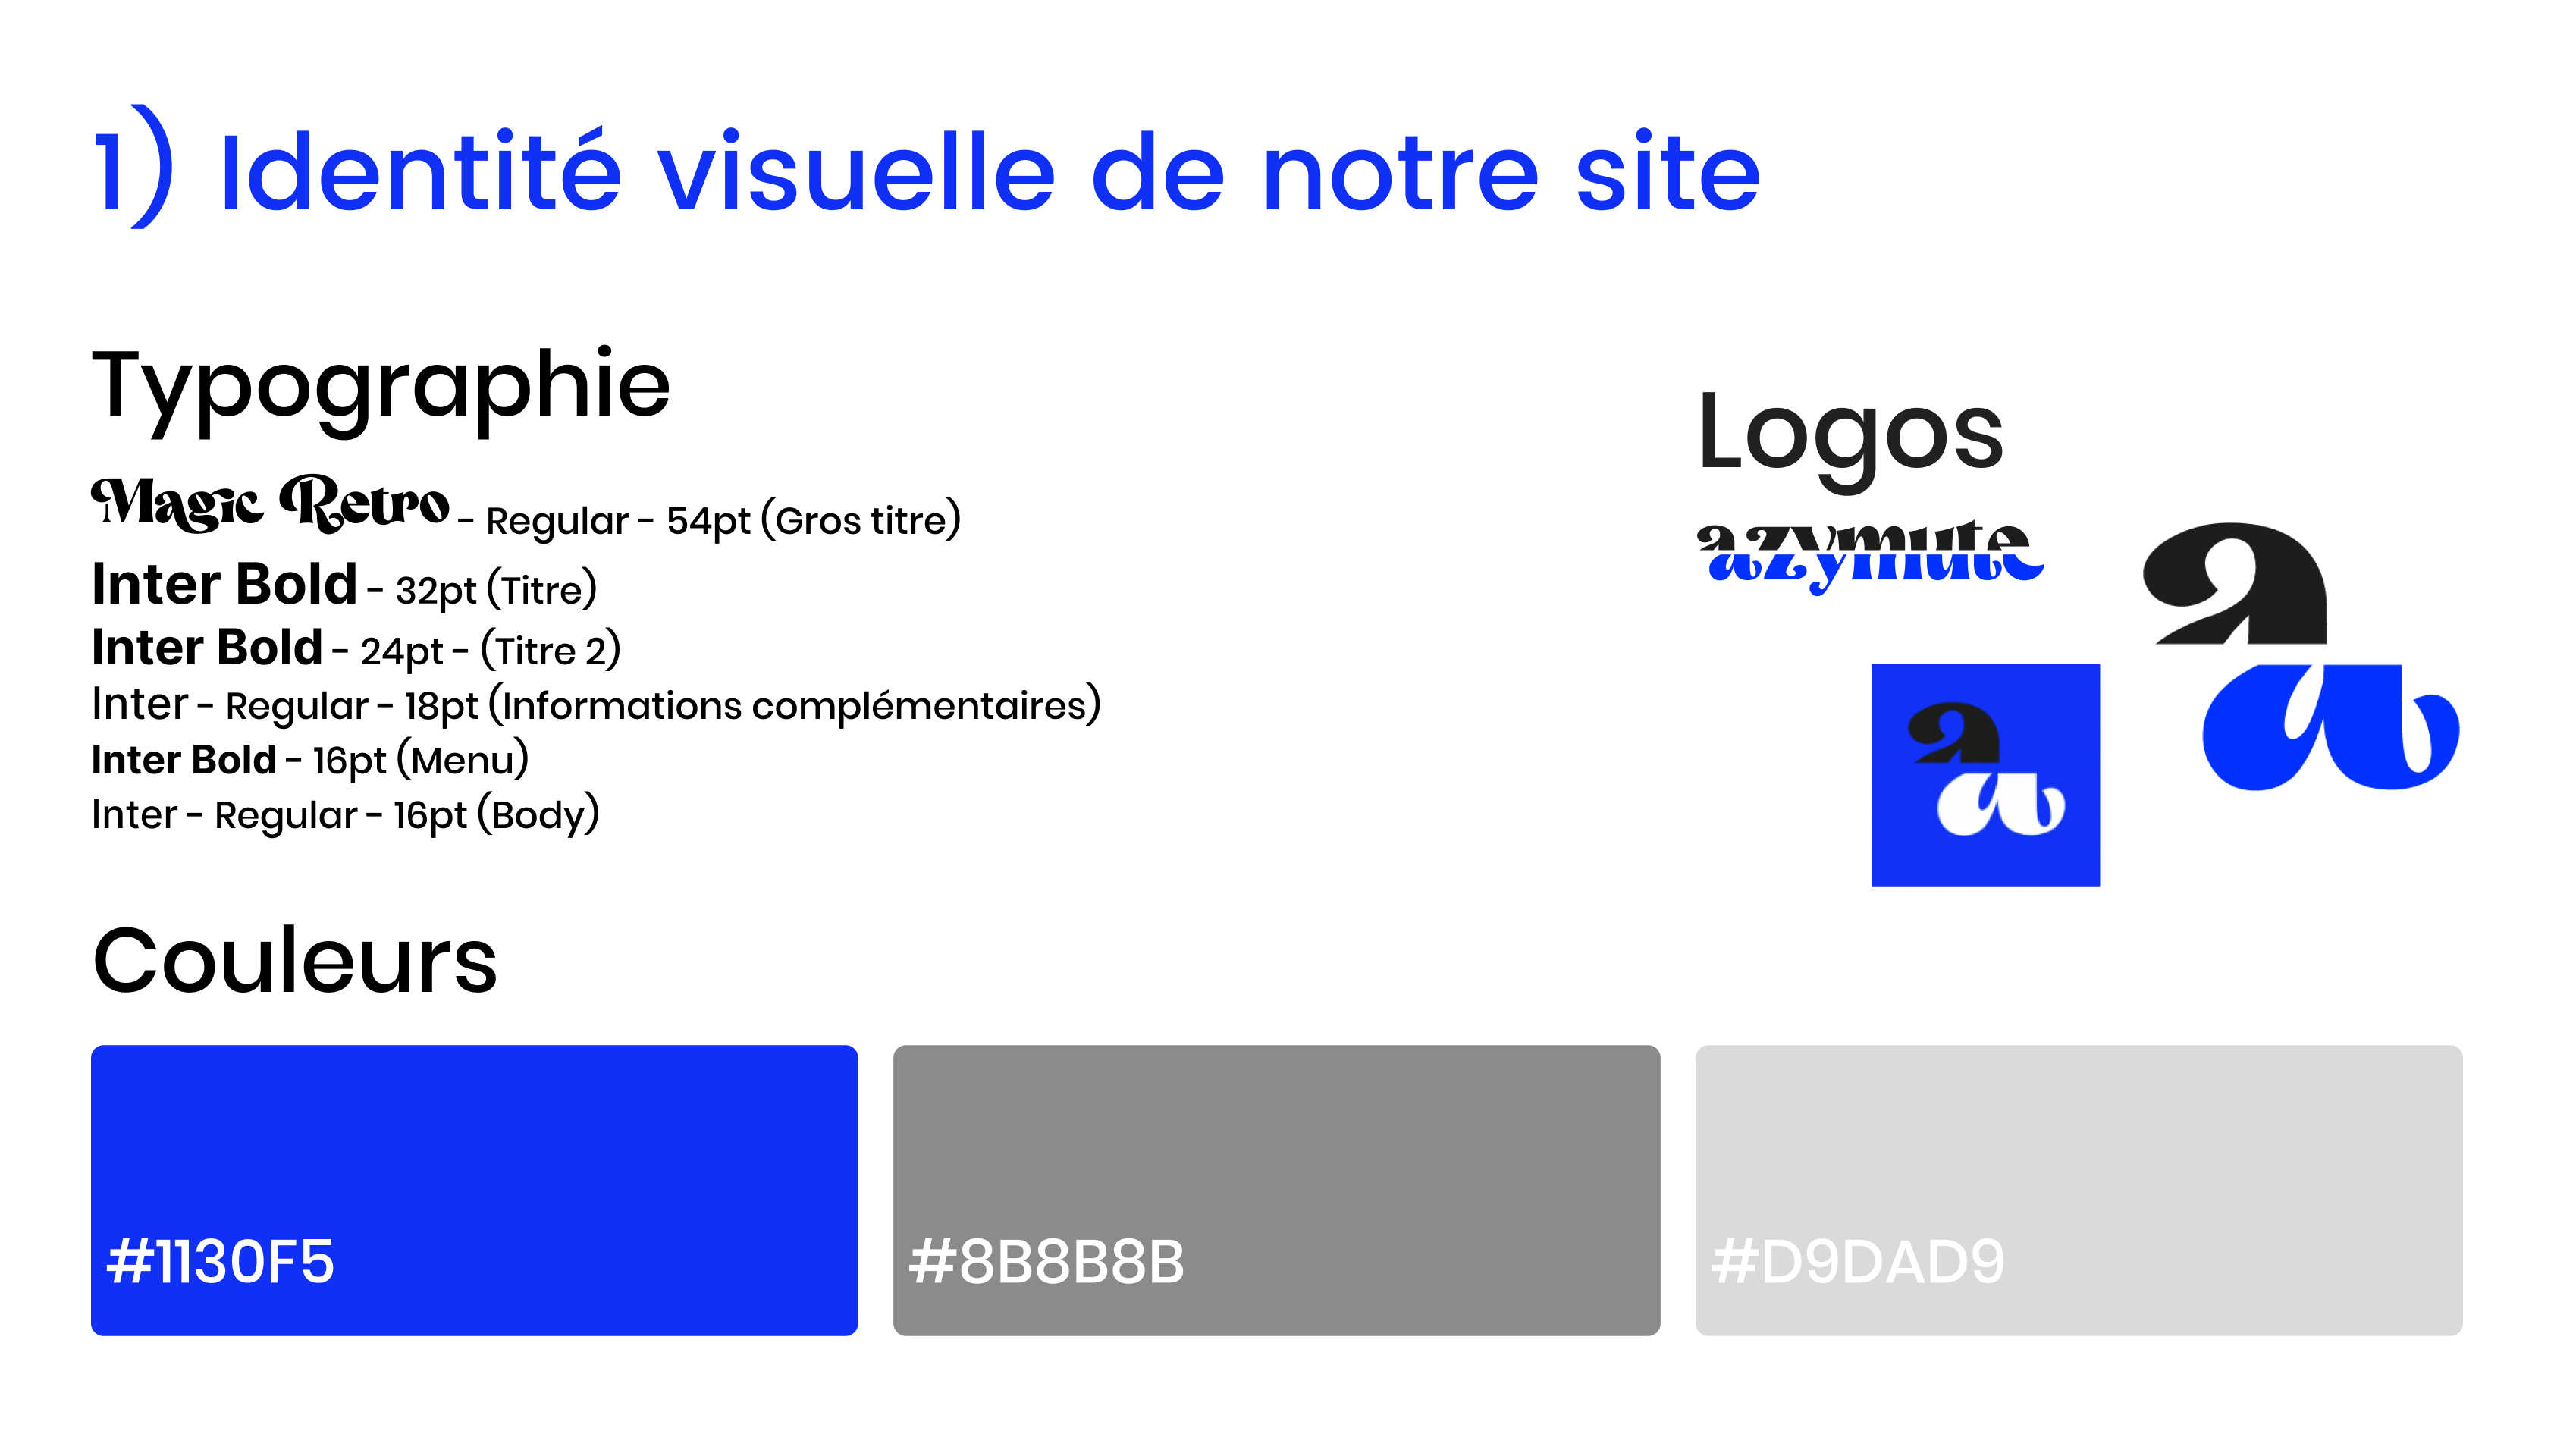 1) Identité visuelle de notre site
Typographie
Magic Retro - Regular - 54pt (Gros titre)
Inter Bold - 32pt (Titre)
Inter Bold - 24pt - (Titre 2)
Inter - Regular - 18pt (Informations complémentaires)
Inter Bold - 16pt (Menu)
Inter - Regular - 16pt (Body)
Logos
azymute
a
a
Couleurs
#1130F5
#8B8B8B
#D9DAD9